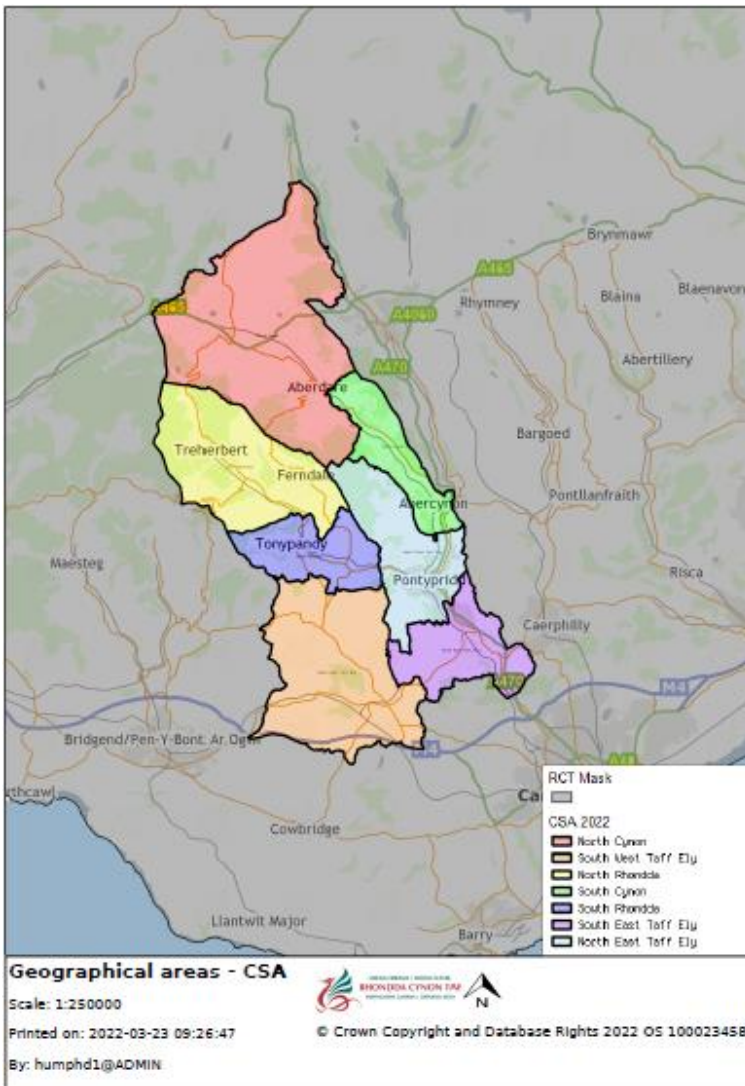 Brynmawr
A465
A465
Rhymney
Blaina
Blaenavon
A4060
Abertillery
A470
Aberdare
Treherbert
Bargoed
Ferndale
Abercynon
Pontllanfraith
Maesteg
Tonypandy
Risca
Pontypridd
Caerphilly
A470
M4
Bridgend/Pen-Y-Bont Ar Ogwr
M4
A48
rthcawl
Cowbridge
Ca
Llantwit Major
Barry
RCT Mask
CSA 2022
North Cynon
South West Taff Ely
North Rhondda
South Cynon
South Rhondda
South East Taff Ely
North East Taff Ely
Geographical areas - CSA
Scale: 1:250000
RHONDDA CYNON TAF
N
Printed on: 2022-03-23 09:26:47
© Crown Copyright and Database Rights 2022 OS 100023458
By: humphd1@ADMIN